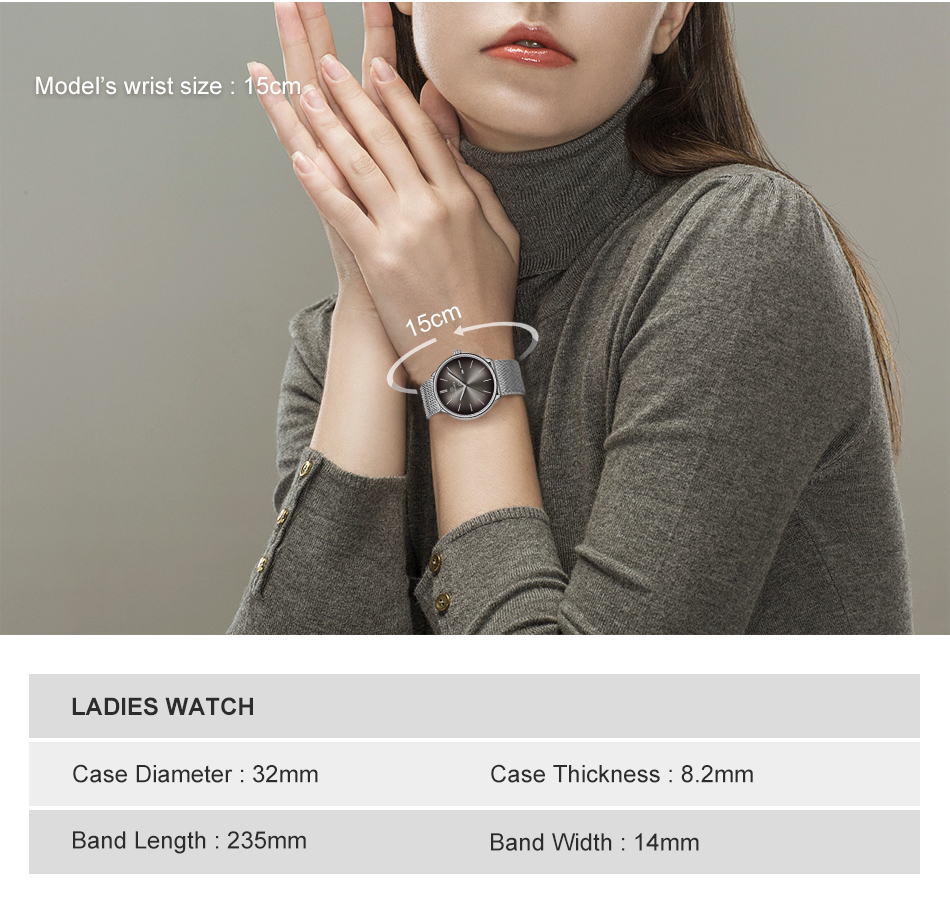 Model’s wrist size : 15cm
15cm
LADIES WATCH
Case Diameter : 32mm
Case Thickness : 8.2mm
Band Length : 235mm
Band Width : 14mm